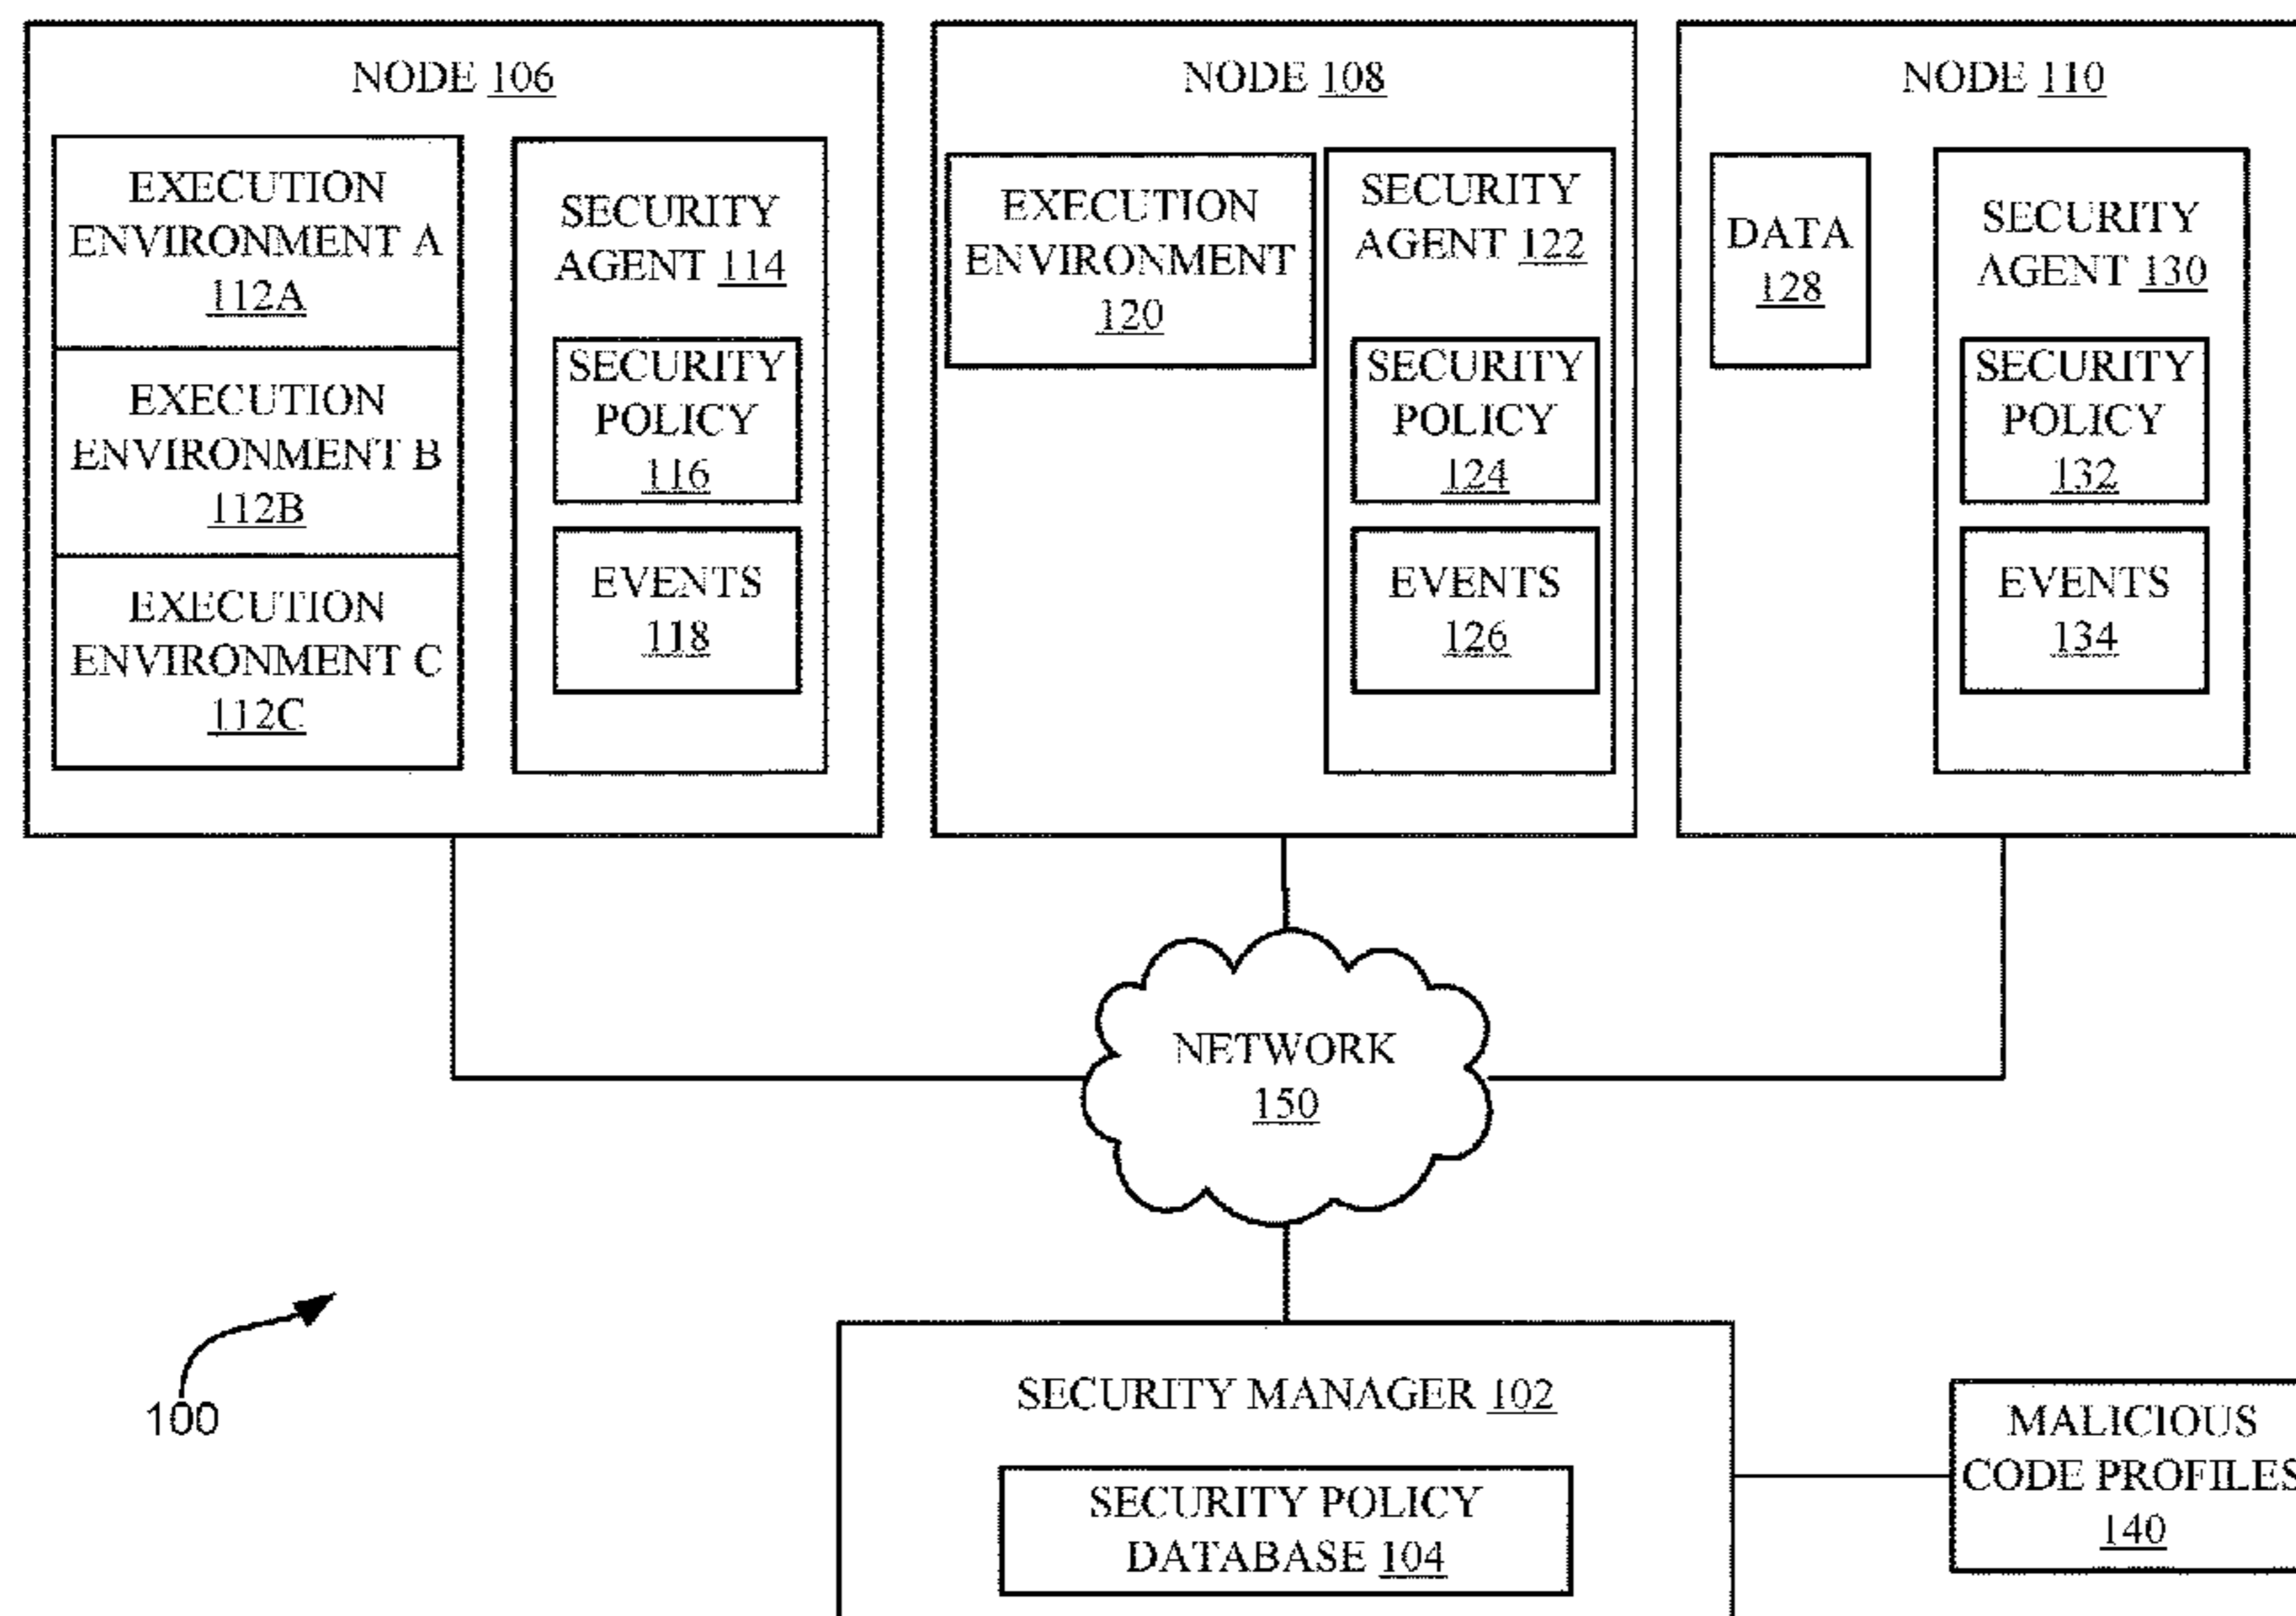 NODE 106
EXECUTION
ENVIRONMENT A
112A
EXECUTION
ENVIRONMENT B
112B
EXECUTION
ENVIRONMENT C
112C
SECURITY
AGENT 114
SECURITY
POLICY
116
EVENTS
118
NODE 108
EXECUTION
ENVIRONMENT
120
SECURITY
AGENT 122
SECURITY
POLICY
124
EVENTS
126
NODE 110
DATA
128
SECURITY
AGENT 130
SECURITY
POLICY
132
EVENTS
134
NETWORK
150
100
SECURITY MANAGER 102
SECURITY POLICY
DATABASE 104
MALICIOUS
CODE PROFILES
140